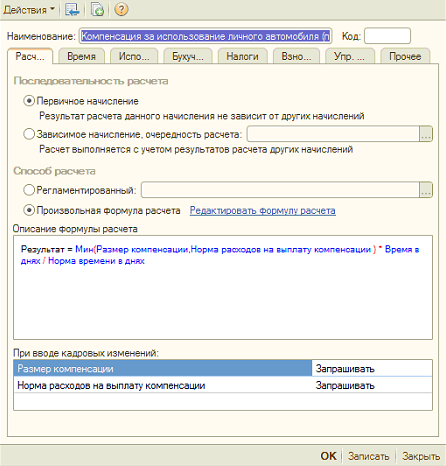 Действия
Наименование: Компенсация за использование личного автомобиля (п Код:
Расч... Время Испо... Бухуч... Налоги Взно... Упр. ... Прочее
Последовательность расчета
Первичное начисление
Результат расчета данного начисления не зависит от других начислений
Зависимое начисление, очередность расчета:
Расчет выполняется с учетом результатов расчета других начислений
Способ расчета
Регламентированный:
Произвольная формула расчета Редактировать формулу расчета
Описание формулы расчета
Результат = Мин(Размер компенсации,Норма расходов на выплату компенсации ) * Время в
днях / Норма времени в днях
При вводе кадровых изменений:
Размер компенсации Запрашивать
Норма расходов на выплату компенсации Запрашивать
OK Записать Закрыть